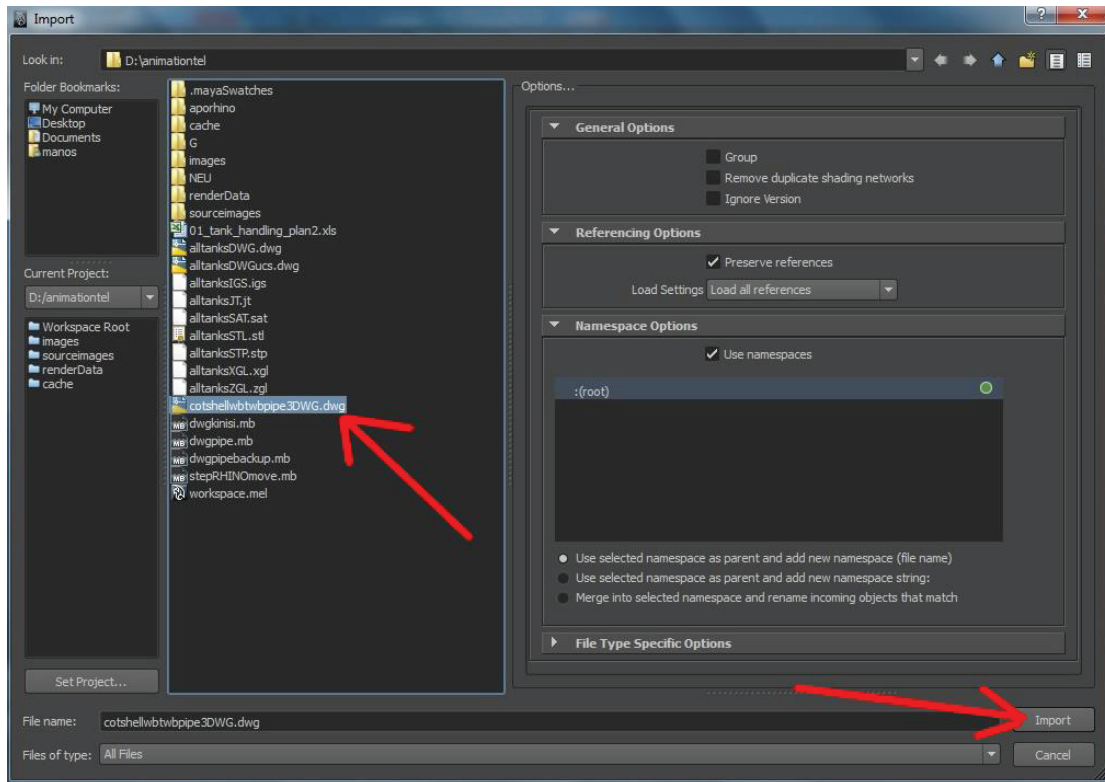 Import
Look in: D:\animationtel
Folder Bookmarks:
My Computer
Desktop
Documents
manos
Current Project:
D:/animationtel
Workspace Root
images
sourceimages
renderData
cache
Set Project...
.mayaSwatches
aporhino
cache
G
images
NEU
renderData
sourceimages
01_tank_handling_plan2.xls
alltanksDWG.dwg
alltanksDWGucs.dwg
alltanksIGS.igs
alltanksJT.jt
alltanksSAT.sat
alltanksSTL.stl
alltanksSTP.stp
alltanksXGL.xgl
alltanksZGL.zgl
cotshellwbtwbpipe3DWG.dwg
dwgkinisi.mb
dwgpipe.mb
dwgpipebackup.mb
stepRHINOmove.mb
workspace.mel
Options...
General Options
Group
Remove duplicate shading networks
Ignore Version
Referencing Options
Preserve references
Load Settings Load all references
Namespace Options
Use namespaces
:(root)
Use selected namespace as parent and add new namespace (file name)
Use selected namespace as parent and add new namespace string:
Merge into selected namespace and rename incoming objects that match
File Type Specific Options
File name: cotshellwbtwbpipe3DWG.dwg
Import
Files of type: All Files
Cancel